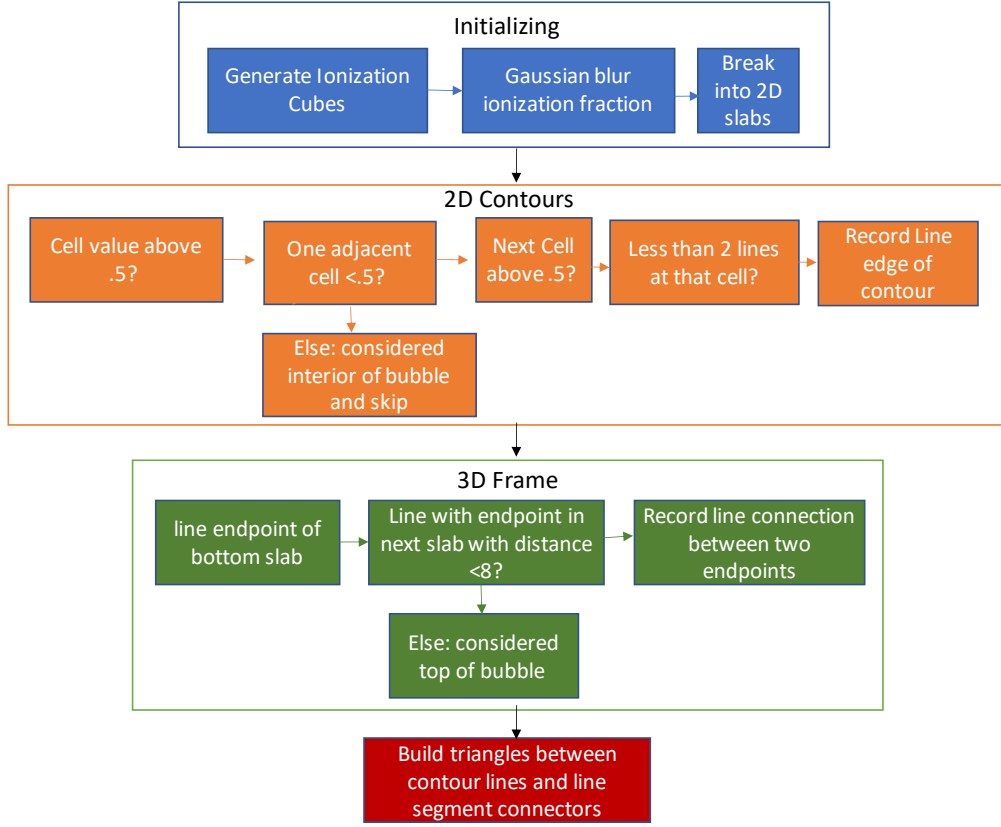 Initializing
Generate Ionization
Cubes
Gaussian blur
ionization fraction
Break
into 2D
slabs
2D Contours
Cell value above
.5?
One adjacent
cell <.5?
Next Cell
above .5?
Less than 2 lines
at that cell?
Record Line
edge of
contour
Else: considered
interior of bubble
and skip
3D Frame
line endpoint of
bottom slab
Line with endpoint in
next slab with distance
<8?
Record line connection
between two
endpoints
Else: considered
top of bubble
Build triangles between
contour lines and line
segment connectors